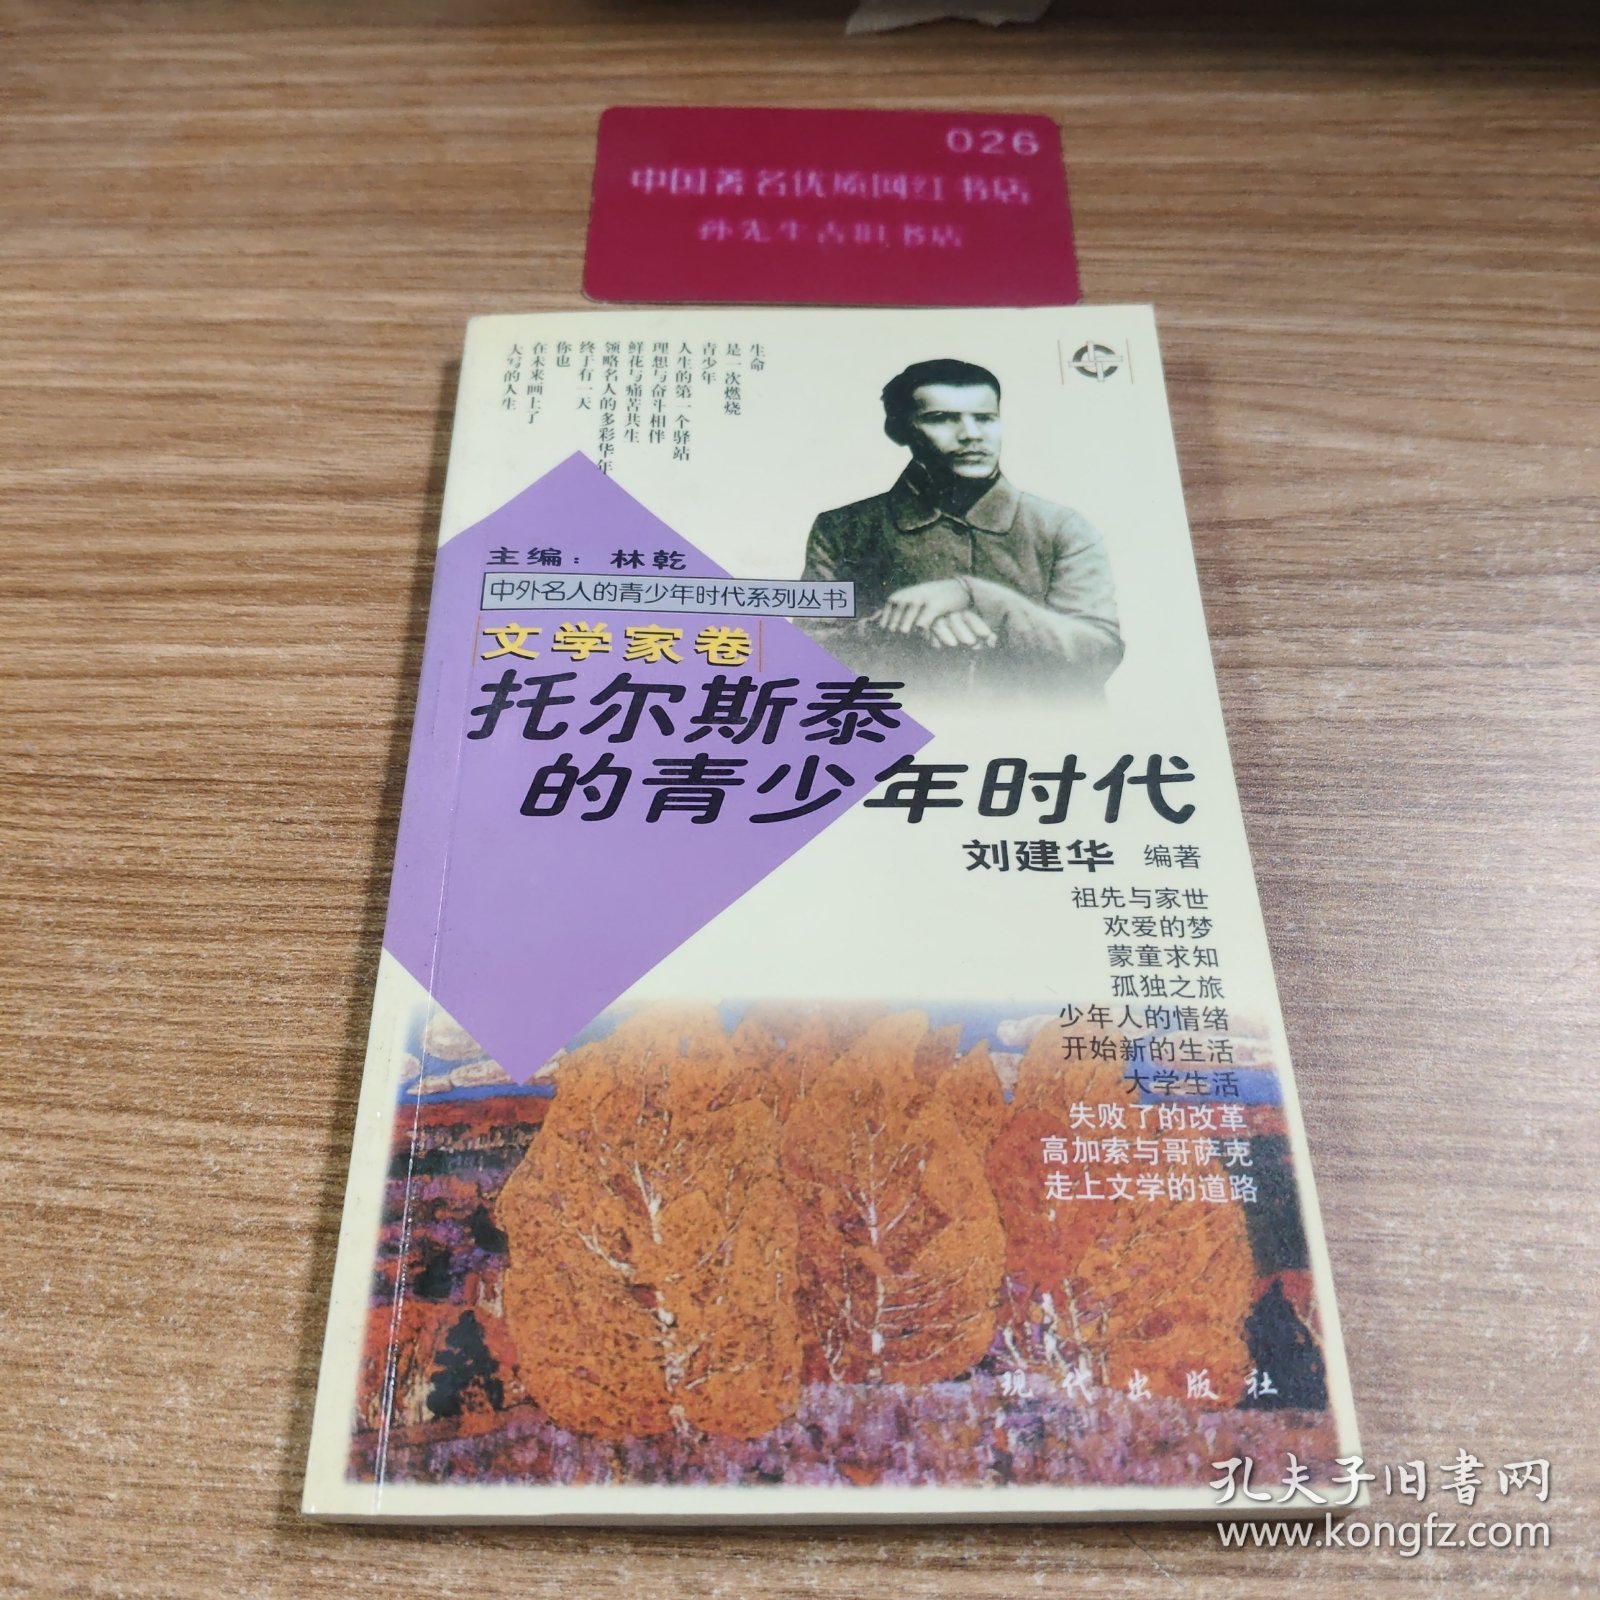 026
中国著名优质网红书店
孙先生古旧书店
生命
是一次燃烧
青少年
人生的第一个驿站
理想与奋斗相伴
鲜花与痛苦共生
领略名人的多彩华年
终于有一天
你也
在未来画上了
大写的人生
主编：林乾
中外名人的青少年时代系列丛书
文学家卷
托尔斯泰
的青少年时代
刘建华 编著
祖先与家世
欢爱的梦
蒙童求知
孤独之旅
少年人的情绪
开始新的生活
大学生活
失败了的改革
高加索与哥萨克
走上文学的道路
现代出版社
孔夫子旧书网
www.kongfz.com